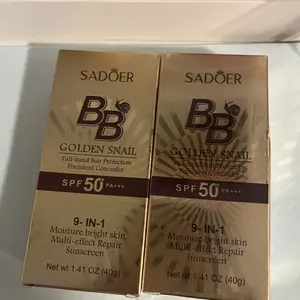 SADOER
BB
GOLDEN SNAIL
Full-band Sun Protection
Persistent Concealer
SPF 50+ PA+++
9-IN-1
Moisture bright skin
Multi-effect Repair
Sunscreen
Net wt 1.41 OZ (40g)
SADOER
BB
GOLDEN SNAIL
SPF 50+ PA+++
9-IN-1
Moisture bright skin
Multi-effect Repair
Sunscreen
Net wt 1.41 OZ (40g)